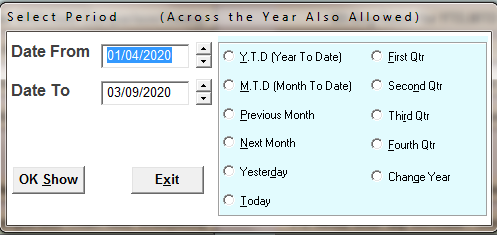 Select Period (Across the Year Also Allowed)
Date From 01/04/2020
Date To 03/09/2020
OK Show Exit
Y.T.D (Year To Date)
M.T.D (Month To Date)
Previous Month
Next Month
Yesterday
Today
First Qtr
Second Qtr
Third Qtr
Fourth Qtr
Change Year